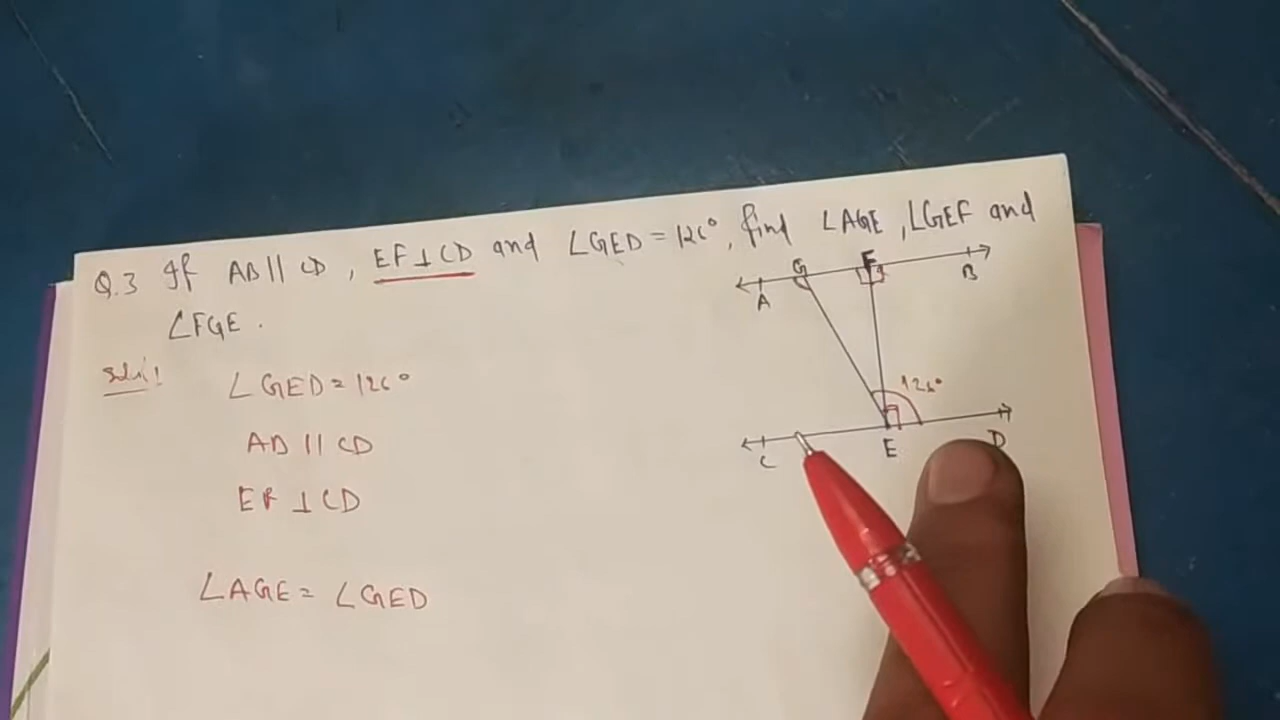 Q.3 If AB || CD, EF ⊥ CD and ∠GED = 126°, find ∠AGE, ∠GEF and
∠FGE.
Soln:
∠GED = 126°
AB || CD
EF ⊥ CD
∠AGE = ∠GED
G F B
A
126°
C E D